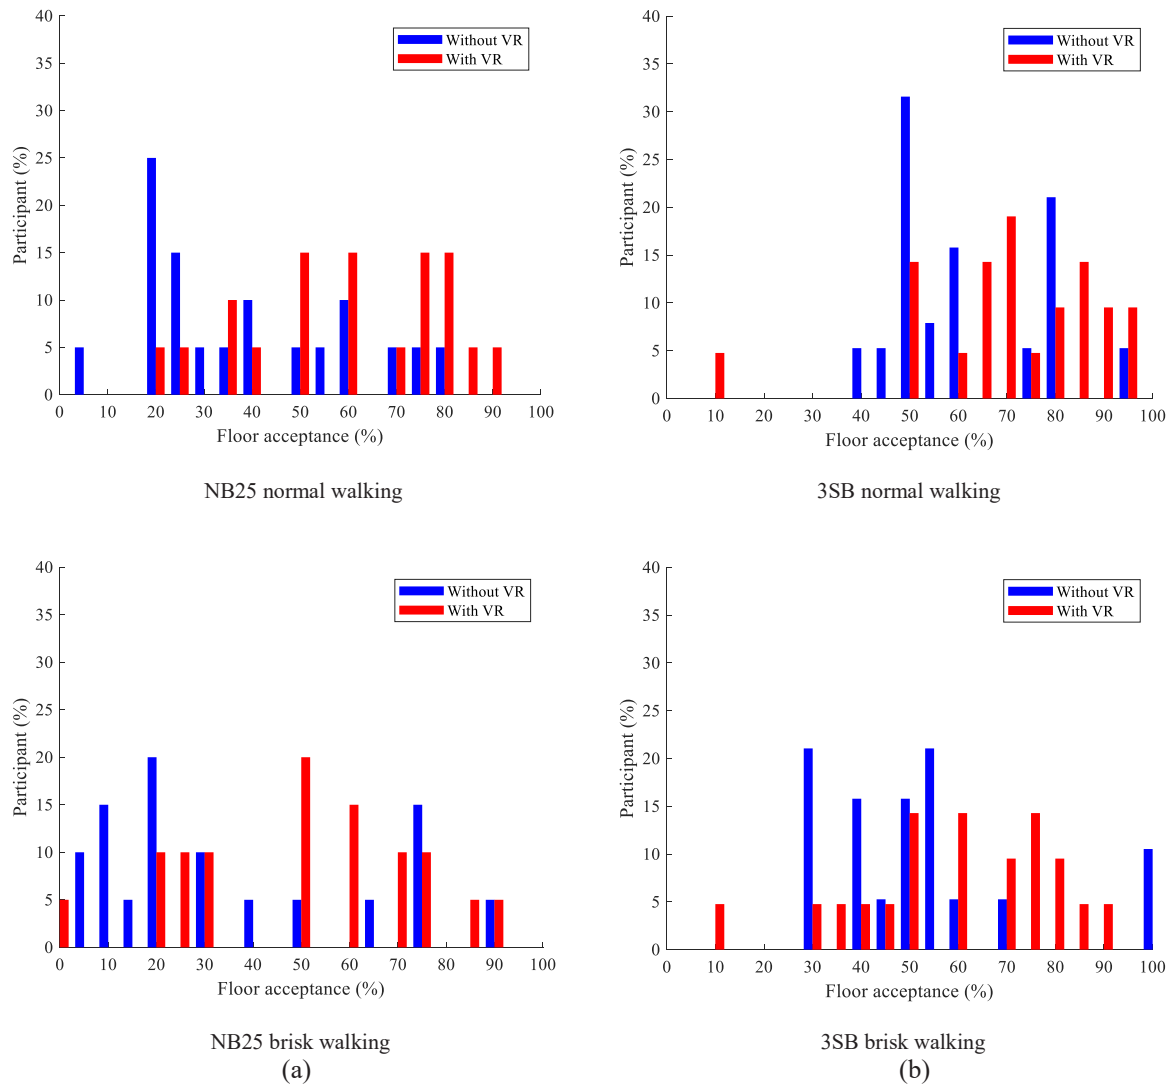 40
35
30
25
20
15
10
5
0
Participant (%)
Without VR
With VR
0 10 20 30 40 50 60 70 80 90 100
Floor acceptance (%)
NB25 normal walking
40
35
30
25
20
15
10
5
0
Participant (%)
Without VR
With VR
0 10 20 30 40 50 60 70 80 90 100
Floor acceptance (%)
3SB normal walking
40
35
30
25
20
15
10
5
0
Participant (%)
Without VR
With VR
0 10 20 30 40 50 60 70 80 90 100
Floor acceptance (%)
NB25 brisk walking
(a)
40
35
30
25
20
15
10
5
0
Participant (%)
Without VR
With VR
0 10 20 30 40 50 60 70 80 90 100
Floor acceptance (%)
3SB brisk walking
(b)